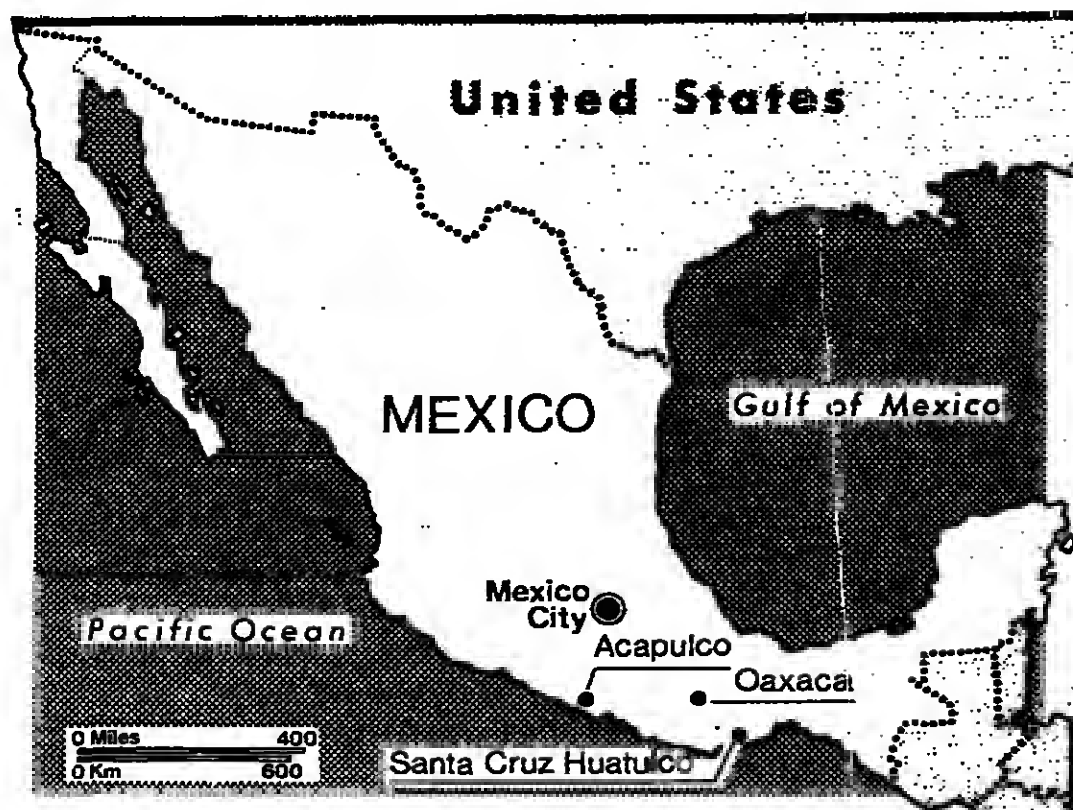 United States
MEXICO
Gulf of Mexico
Mexico
City
Pacific Ocean
Acapulco
Oaxaca
0 Miles 400
0 Km 600
Santa Cruz Huatulco